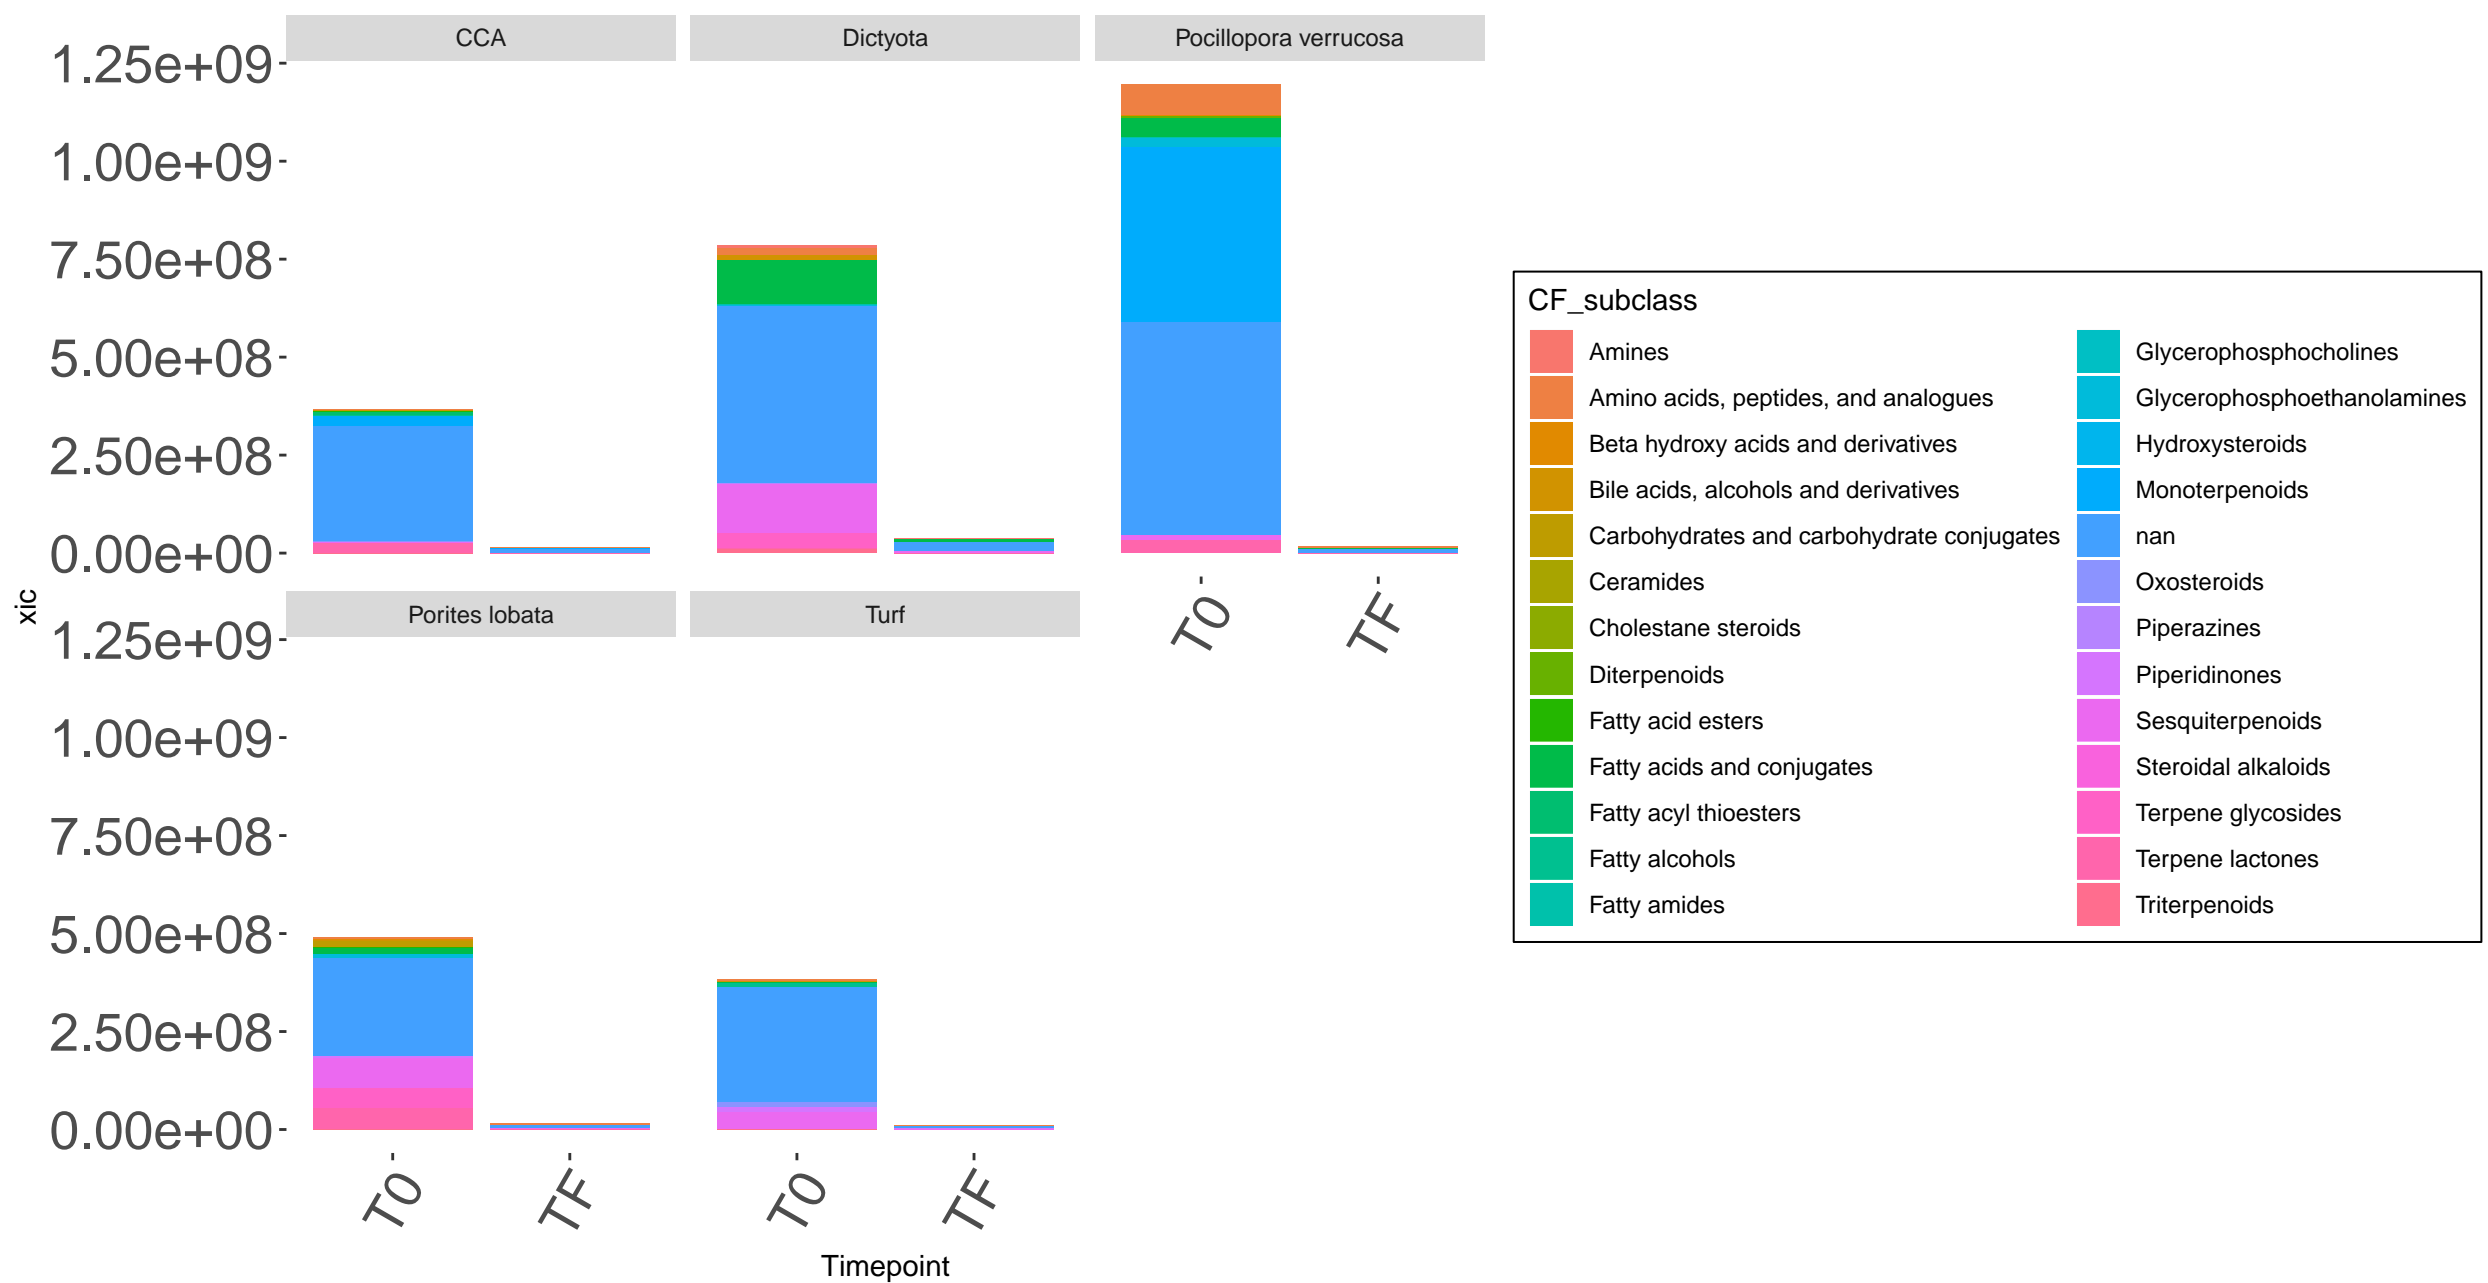 CCA
Dictyota
Pocillopora verrucosa
1.25e+09
1.00e+09
7.50e+08
5.00e+08
2.50e+08
0.00e+00
T0
TF
xic
Porites lobata
Turf
1.25e+09
1.00e+09
7.50e+08
5.00e+08
2.50e+08
0.00e+00
T0
TF
T0
TF
Timepoint
CF_subclass
Amines
Amino acids, peptides, and analogues
Beta hydroxy acids and derivatives
Bile acids, alcohols and derivatives
Carbohydrates and carbohydrate conjugates
Ceramides
Cholestane steroids
Diterpenoids
Fatty acid esters
Fatty acids and conjugates
Fatty acyl thioesters
Fatty alcohols
Fatty amides
Glycerophosphocholines
Glycerophosphoethanolamines
Hydroxysteroids
Monoterpenoids
nan
Oxosteroids
Piperazines
Piperidinones
Sesquiterpenoids
Steroidal alkaloids
Terpene glycosides
Terpene lactones
Triterpenoids